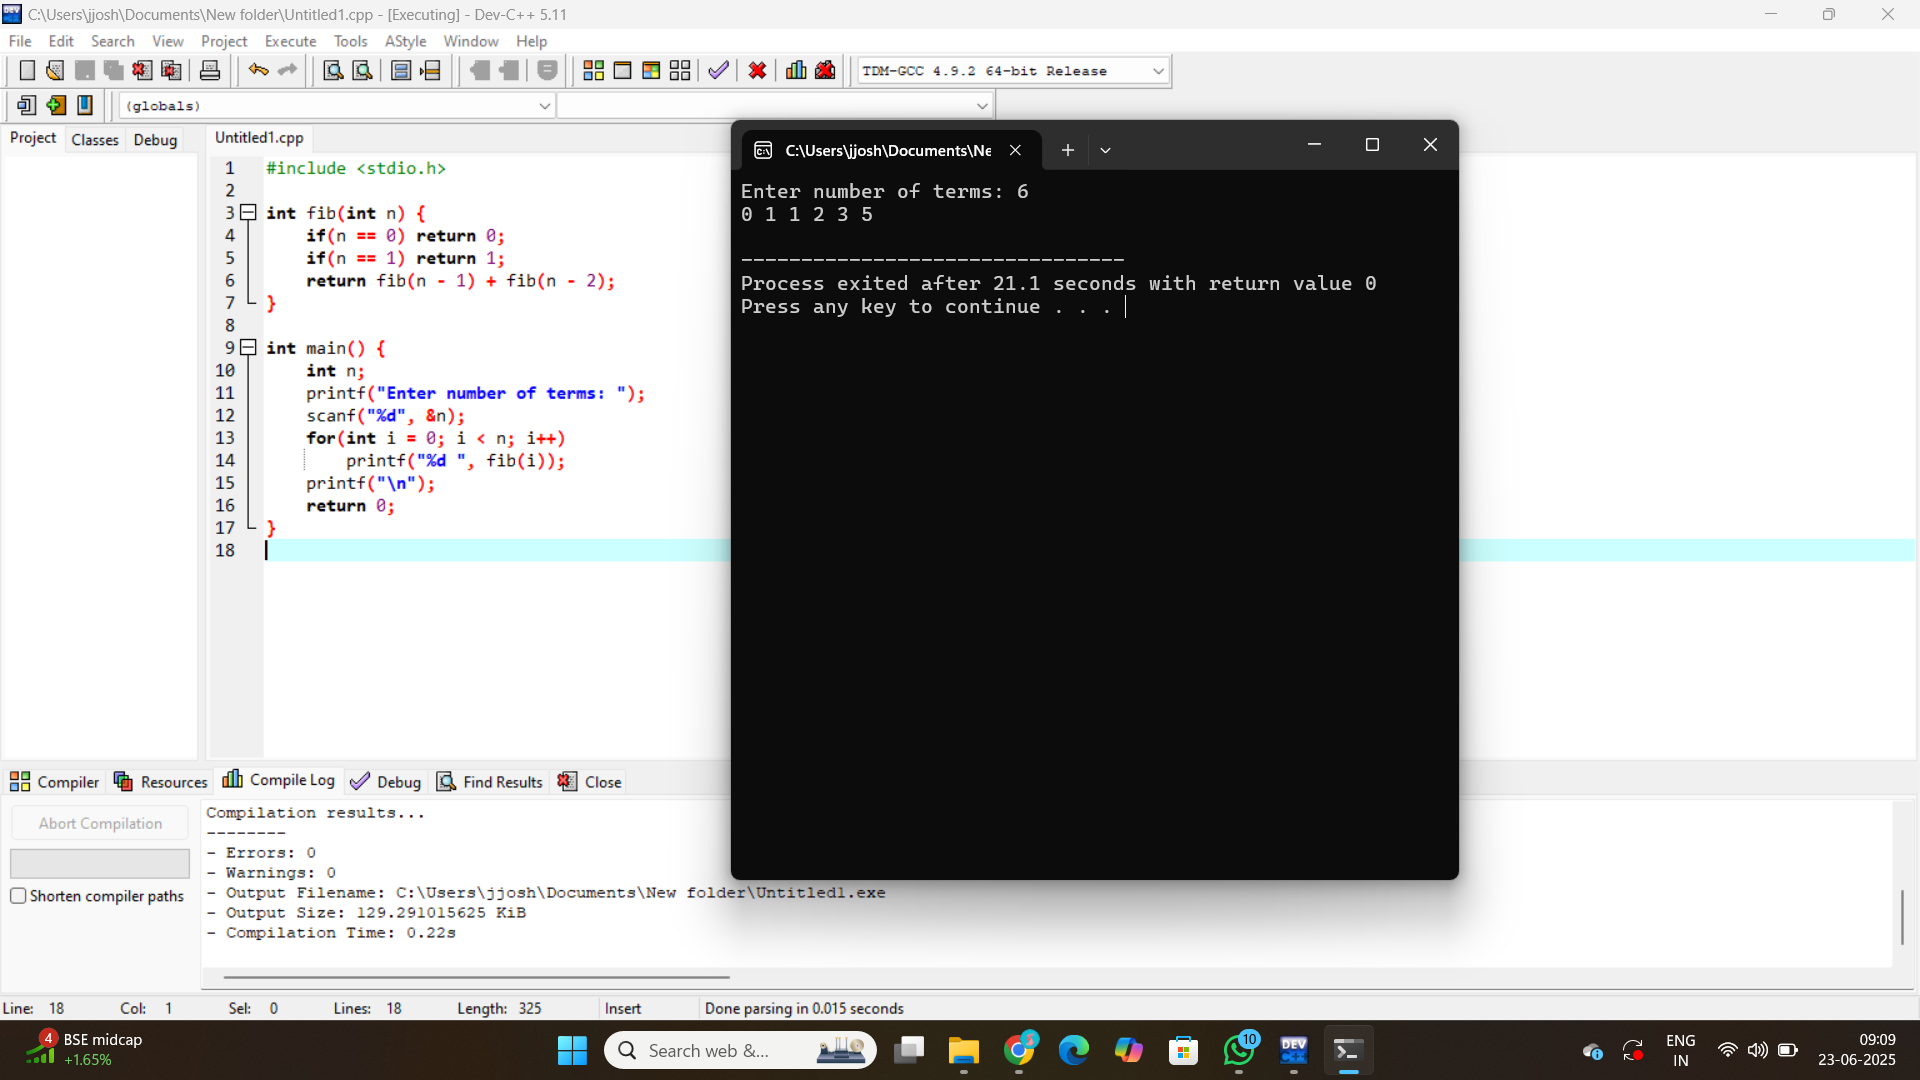 C:\Users\jjosh\Documents\New folder\Untitled1.cpp - [Executing] - Dev-C++ 5.11
File Edit Search View Project Execute Tools AStyle Window Help
TDM-GCC 4.9.2 64-bit Release
(globals)
Project Classes Debug
Untitled1.cpp
1 #include <stdio.h>
2
3 int fib(int n) {
4 if(n == 0) return 0;
5 if(n == 1) return 1;
6 return fib(n - 1) + fib(n - 2);
7 }
8
9 int main() {
10 int n;
11 printf("Enter number of terms: ");
12 scanf("%d", &n);
13 for(int i = 0; i < n; i++)
14 printf("%d ", fib(i));
15 printf("\n");
16 return 0;
17 }
18
C:\Users\jjosh\Documents\Ne
Enter number of terms: 6
0 1 1 2 3 5
--------------------------------
Process exited after 21.1 seconds with return value 0
Press any key to continue . . .
Compiler Resources Compile Log Debug Find Results Close
Abort Compilation
Shorten compiler paths
Compilation results...
--------
- Errors: 0
- Warnings: 0
- Output Filename: C:\Users\jjosh\Documents\New folder\Untitled1.exe
- Output Size: 129.291015625 KiB
- Compilation Time: 0.22s
Line: 18 Col: 1 Sel: 0 Lines: 18 Length: 325 Insert Done parsing in 0.015 seconds
4
BSE midcap
+1.65%
Search web &...
10
DEV
ENG
IN
09:09
23-06-2025